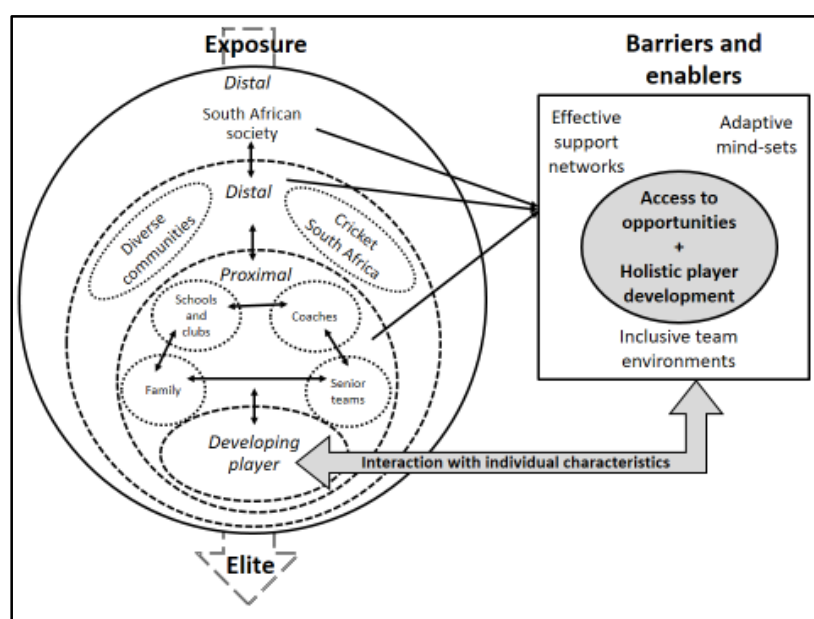 Exposure
Distal
South African
society
Distal
Diverse
communities
Cricket
South Africa
Proximal
Schools
and
clubs
Coaches
Family
Senior
teams
Developing
player
Elite
Barriers and
enablers
Effective
support
networks
Adaptive
mind-sets
Access to
opportunities
+
Holistic player
development
Inclusive team
environments
Interaction with individual characteristics